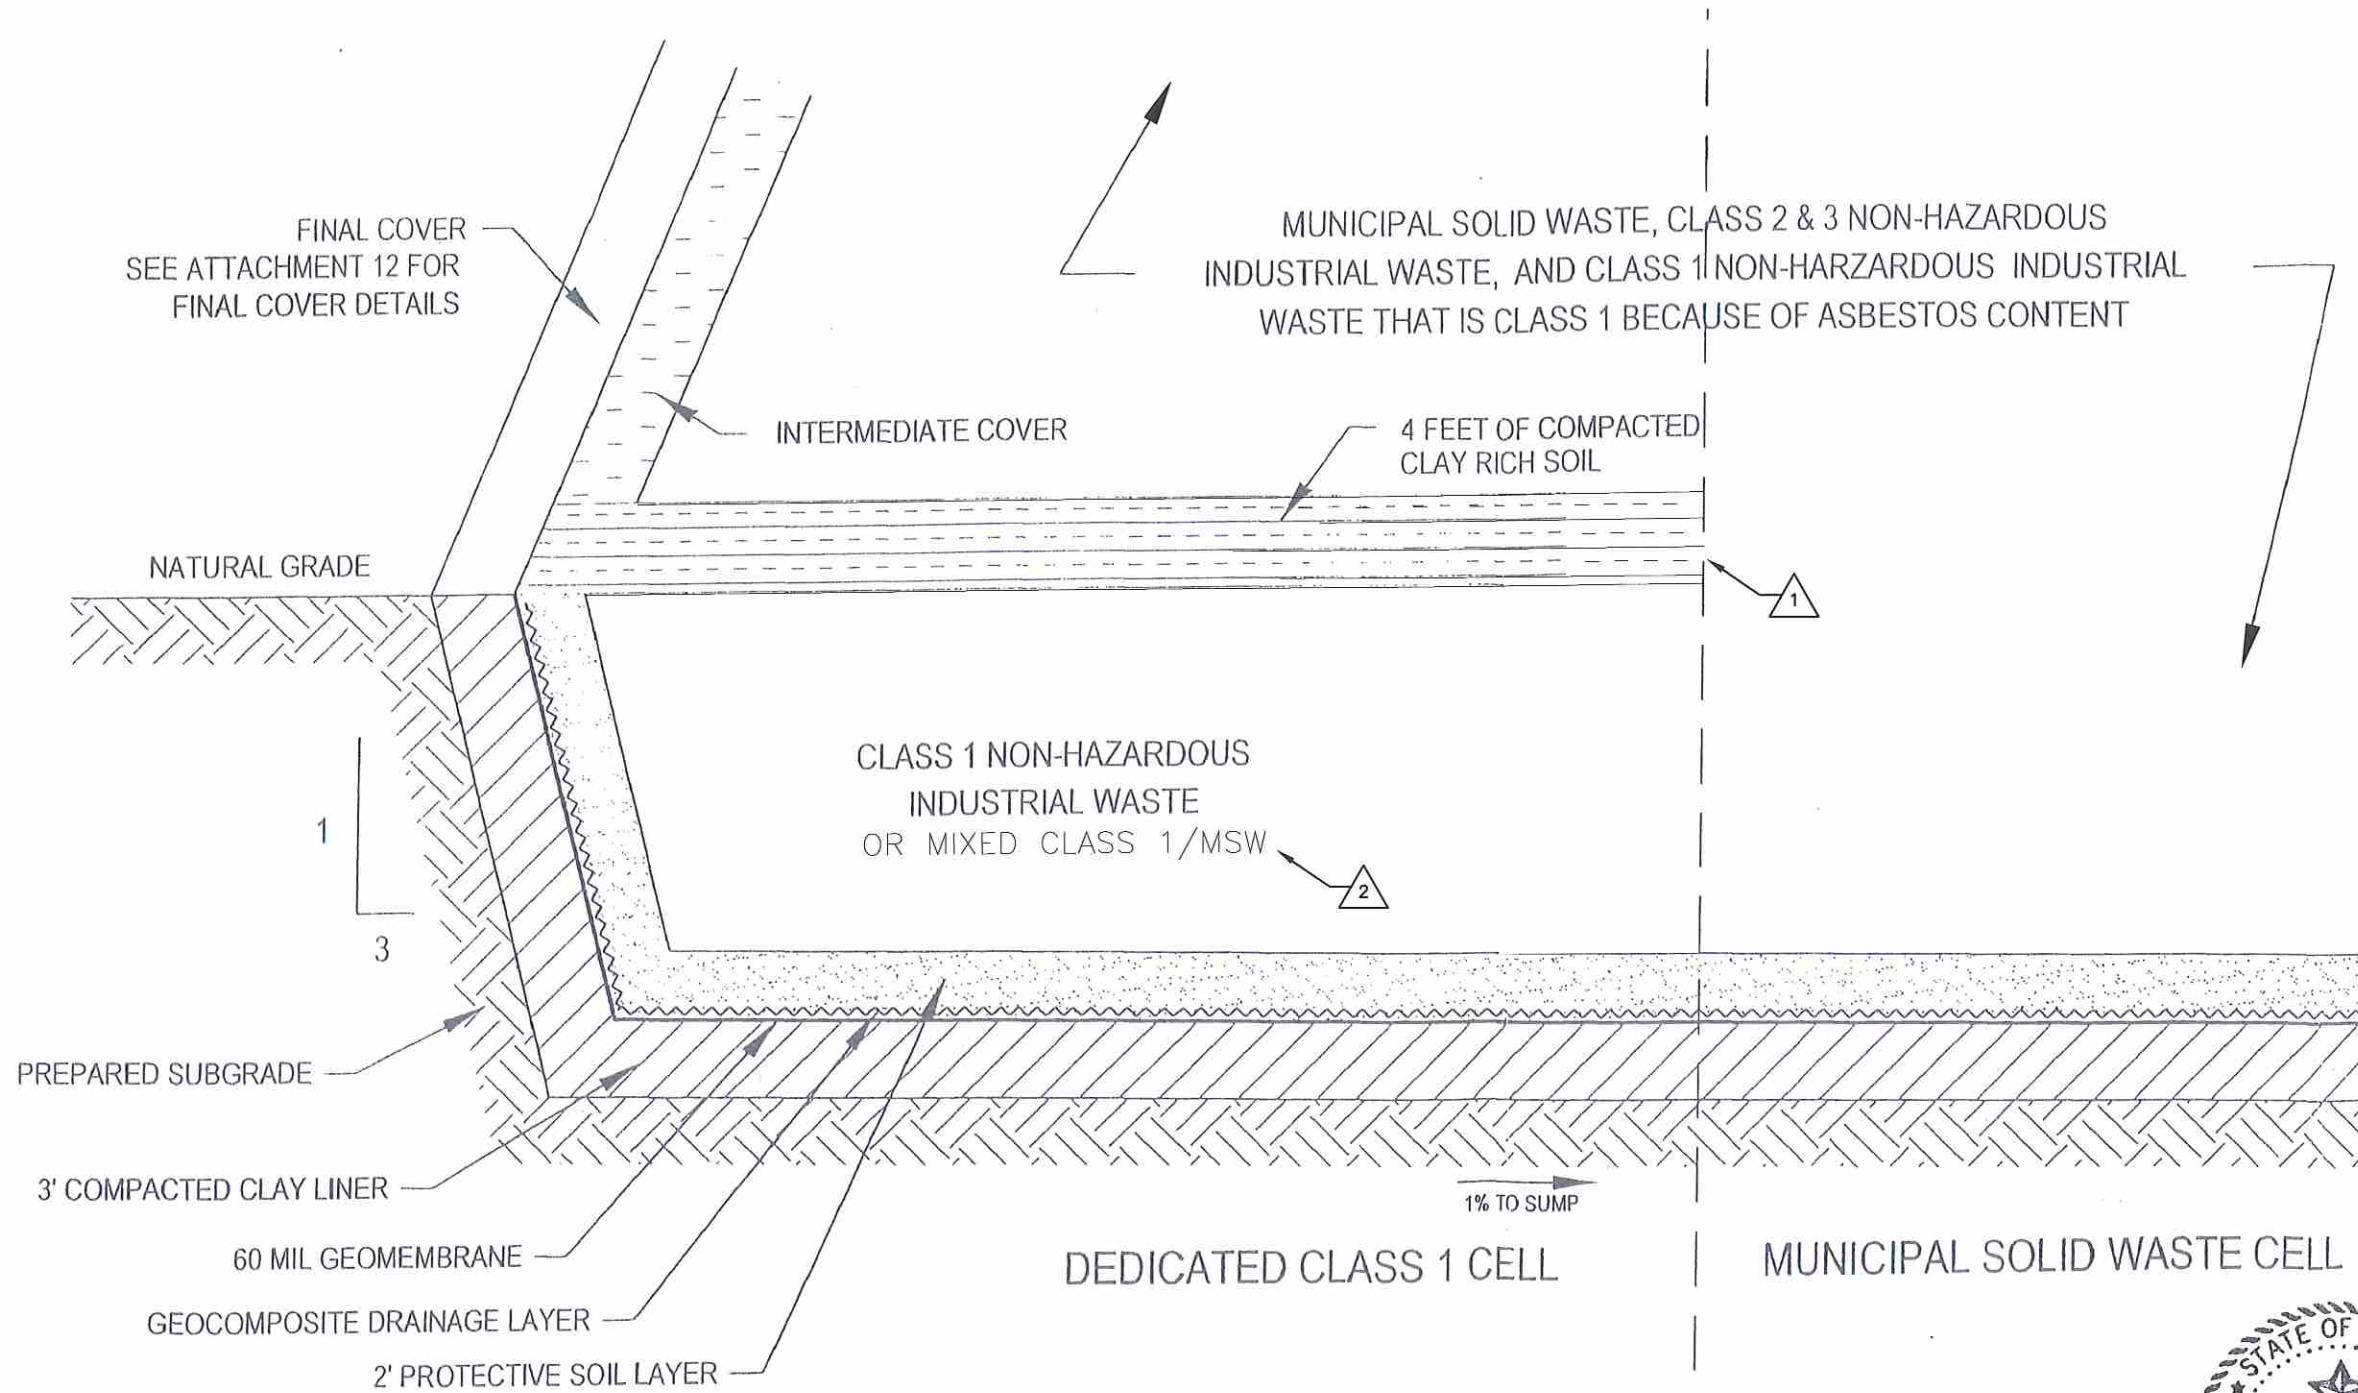 FINAL COVER
SEE ATTACHMENT 12 FOR
FINAL COVER DETAILS
MUNICIPAL SOLID WASTE, CLASS 2 & 3 NON-HAZARDOUS
INDUSTRIAL WASTE, AND CLASS 1 NON-HARZARDOUS INDUSTRIAL
WASTE THAT IS CLASS 1 BECAUSE OF ASBESTOS CONTENT
INTERMEDIATE COVER
4 FEET OF COMPACTED
CLAY RICH SOIL
NATURAL GRADE
1
CLASS 1 NON-HAZARDOUS
INDUSTRIAL WASTE
OR MIXED CLASS 1/MSW
2
1
3
PREPARED SUBGRADE
3' COMPACTED CLAY LINER
60 MIL GEOMEMBRANE
GEOCOMPOSITE DRAINAGE LAYER
2' PROTECTIVE SOIL LAYER
1% TO SUMP
DEDICATED CLASS 1 CELL
MUNICIPAL SOLID WASTE CELL
STATE OF